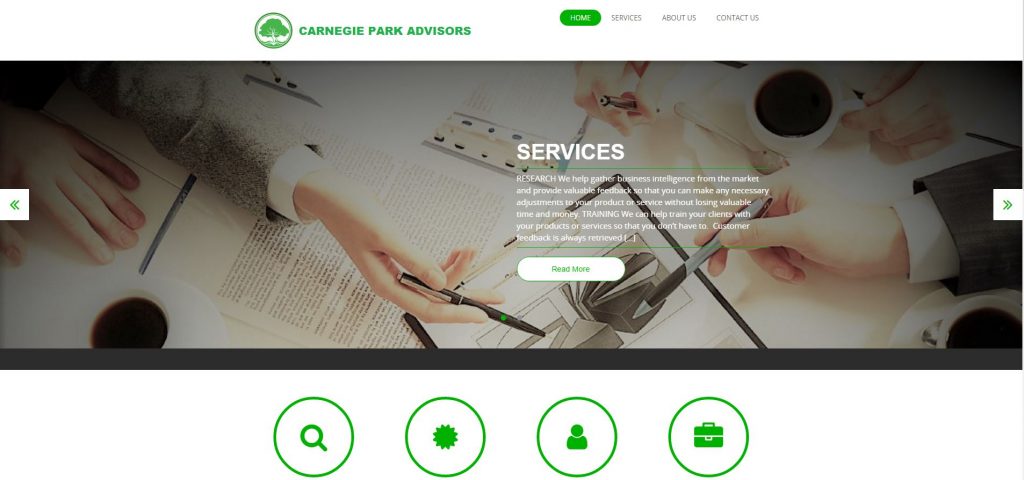 CARNEGIE PARK ADVISORS
HOME SERVICES ABOUT US CONTACT US
SERVICES
RESEARCH We help gather business intelligence from the market
and provide valuable feedback so that you can make any necessary
adjustments to your product or service without losing valuable
time and money. TRAINING We can help train your clients with
your products or services so that you don't have to. Customer
feedback is always retrieved [...]
Read More